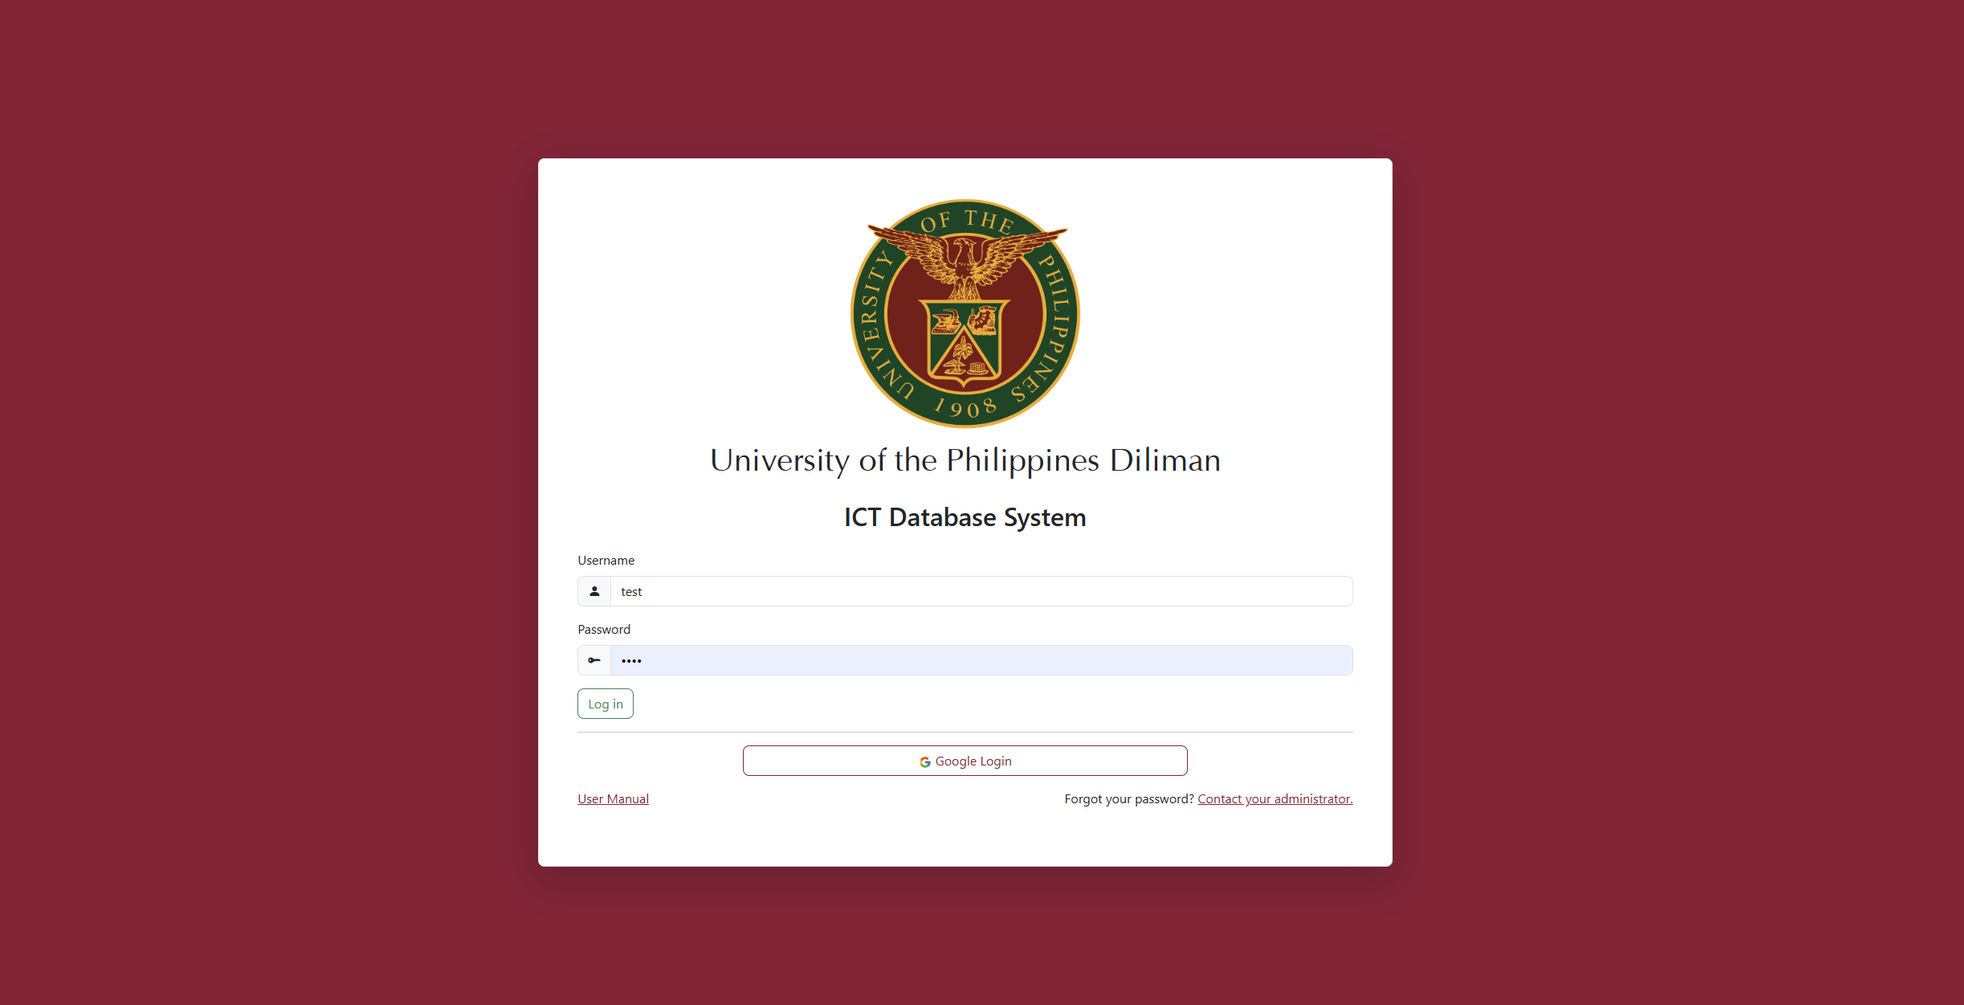 UNIVERSITY OF THE PHILIPPINES
1908
University of the Philippines Diliman
ICT Database System
Username
test
Password
••••
Log in
Google Login
User Manual
Forgot your password? Contact your administrator.